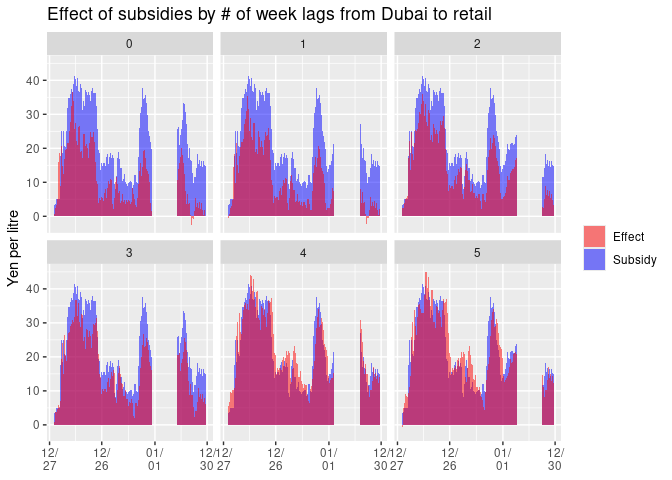 Effect of subsidies by # of week lags from Dubai to retail
0 1 2
40
30
20
10
0
Yen per litre
Effect
Subsidy
3 4 5
40
30
20
10
0
12/ 12/ 01/ 12/ 12/ 12/ 01/ 12/ 12/ 12/ 01/ 12/
27 26 01 30 27 26 01 30 27 26 01 30